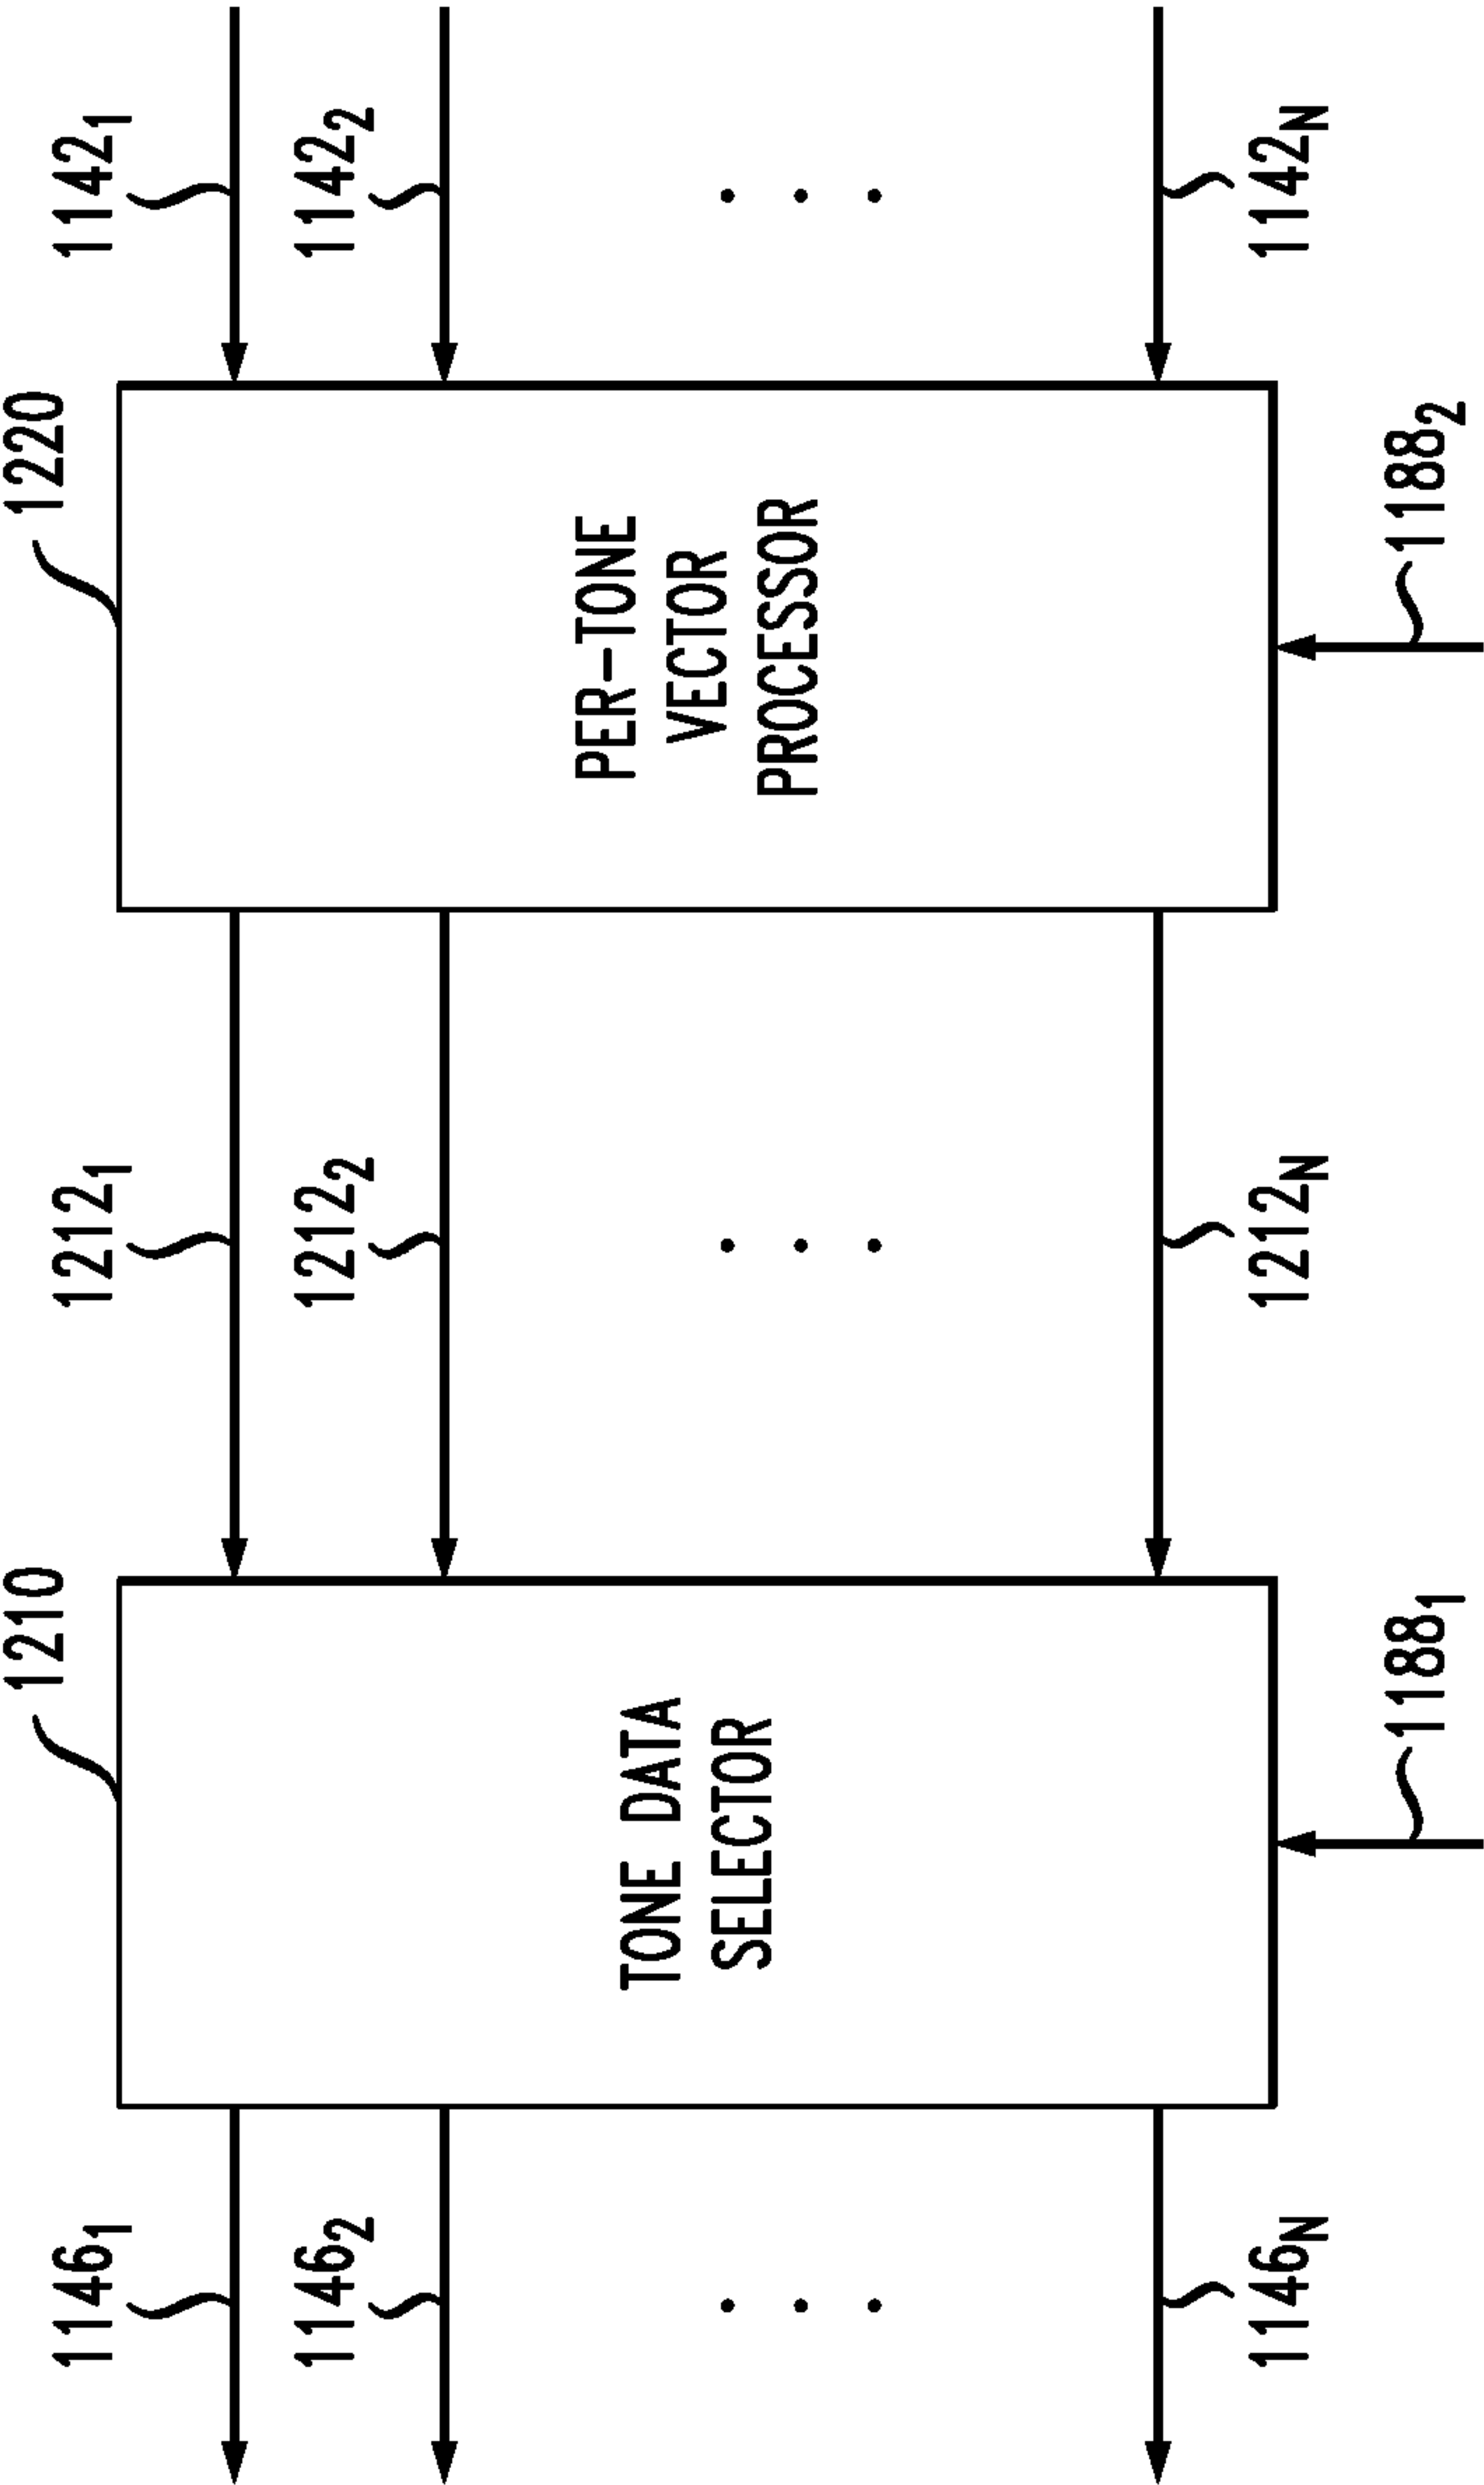 1210
1220
1146₁
1212₁
1142₁
1146₂
1212₂
1142₂
TONE DATA
SELECTOR
PER-TONE
VECTOR
PROCESSOR
. . .
. . .
. . .
1146N
1212N
1142N
1188₁
1188₂